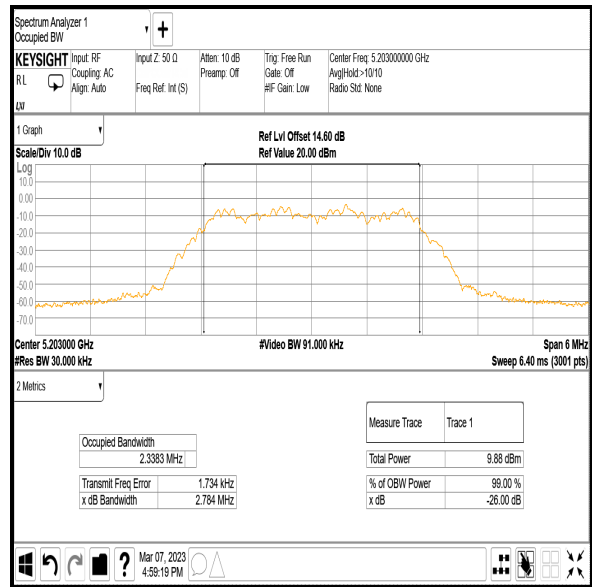 Spectrum Analyzer 1
Occupied BW
KEYSIGHT
RL
LXI
Input: RF
Coupling: AC
Align: Auto
Input Z: 50 Ω
Freq Ref: Int (S)
Atten: 10 dB
Preamp: Off
Trig: Free Run
Gate: Off
#IF Gain: Low
Center Freq: 5.203000000 GHz
Avg|Hold:>10/10
Radio Std: None
1 Graph
Scale/Div 10.0 dB
Ref Lvl Offset 14.60 dB
Ref Value 20.00 dBm
Log
10.0
0.00
-10.0
-20.0
-30.0
-40.0
-50.0
-60.0
-70.0
Center 5.203000 GHz
#Res BW 30.000 kHz
#Video BW 91.000 kHz
Span 6 MHz
Sweep 6.40 ms (3001 pts)
2 Metrics
Occupied Bandwidth
2.3383 MHz
Transmit Freq Error 1.734 kHz
x dB Bandwidth 2.784 MHz
Measure Trace Trace 1
Total Power 9.88 dBm
% of OBW Power 99.00 %
x dB -26.00 dB
?
Mar 07, 2023
4:59:19 PM